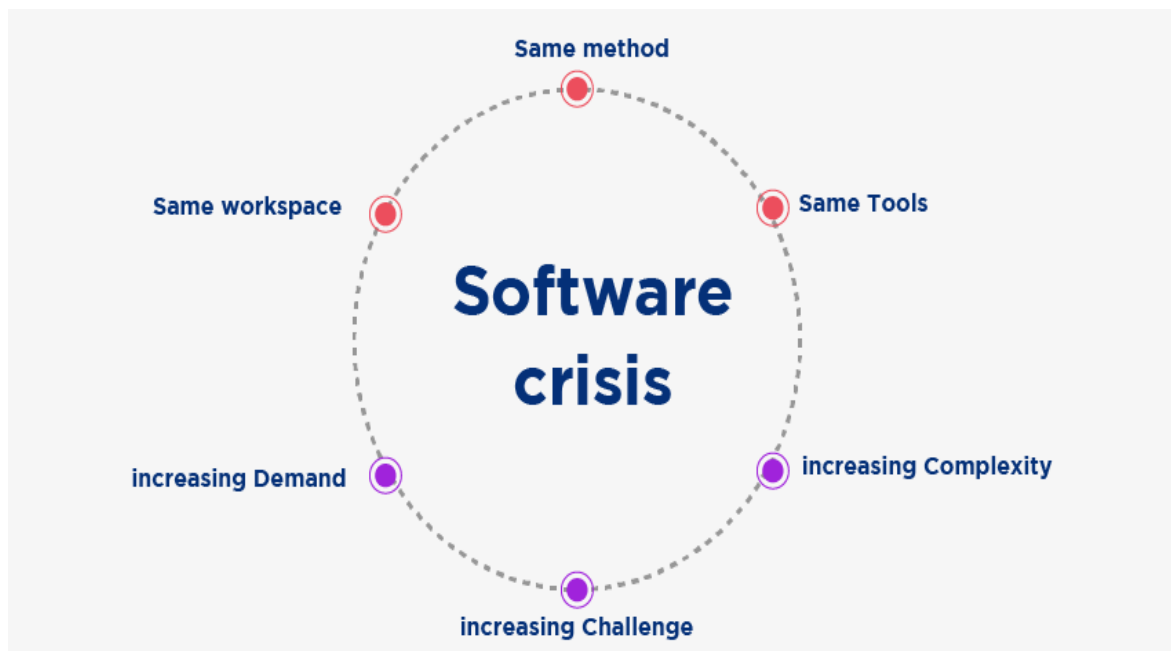 Same method
Same workspace
Same Tools
Software
crisis
increasing Demand
increasing Complexity
increasing Challenge